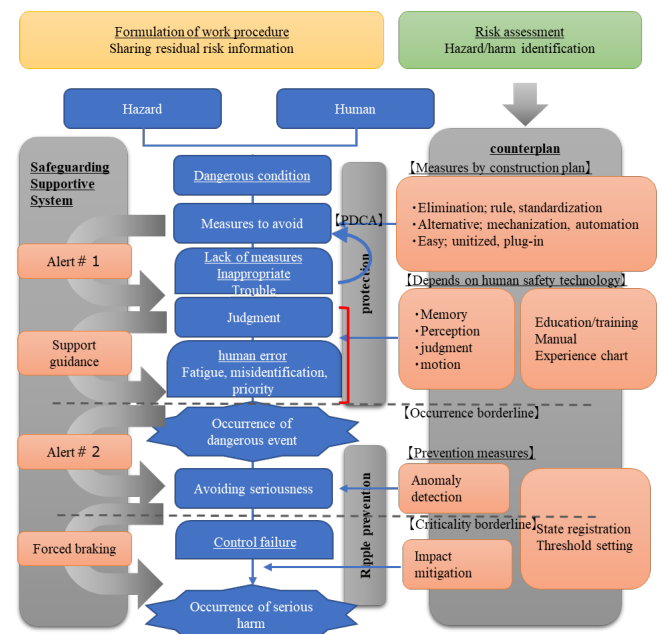 Formulation of work procedure
Sharing residual risk information
Risk assessment
Hazard/harm identification
Hazard
Human
Safeguarding
Supportive
System
Alert # 1
Support
guidance
Alert # 2
Forced braking
Dangerous condition
Measures to avoid
Lack of measures
Inappropriate
Trouble
Judgment
human error
Fatigue, misidentification,
priority
Occurrence of
dangerous event
Avoiding seriousness
Control failure
Occurrence of serious
harm
【PDCA】
protection
Ripple prevention
counterplan
【Measures by construction plan】
・Elimination; rule, standardization
・Alternative; mechanization, automation
・Easy; unitized, plug-in
【Depends on human safety technology】
・Memory
・Perception
・judgment
・motion
Education/training
Manual
Experience chart
【Occurrence borderline】
【Prevention measures】
Anomaly
detection
【Criticality borderline】
State registration
Threshold setting
Impact
mitigation